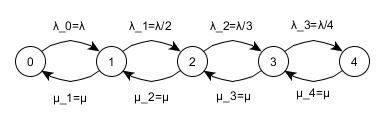 λ_0=λ λ_1=λ/2 λ_2=λ/3 λ_3=λ/4
0 1 2 3 4
μ_1=μ μ_2=μ μ_3=μ μ_4=μ